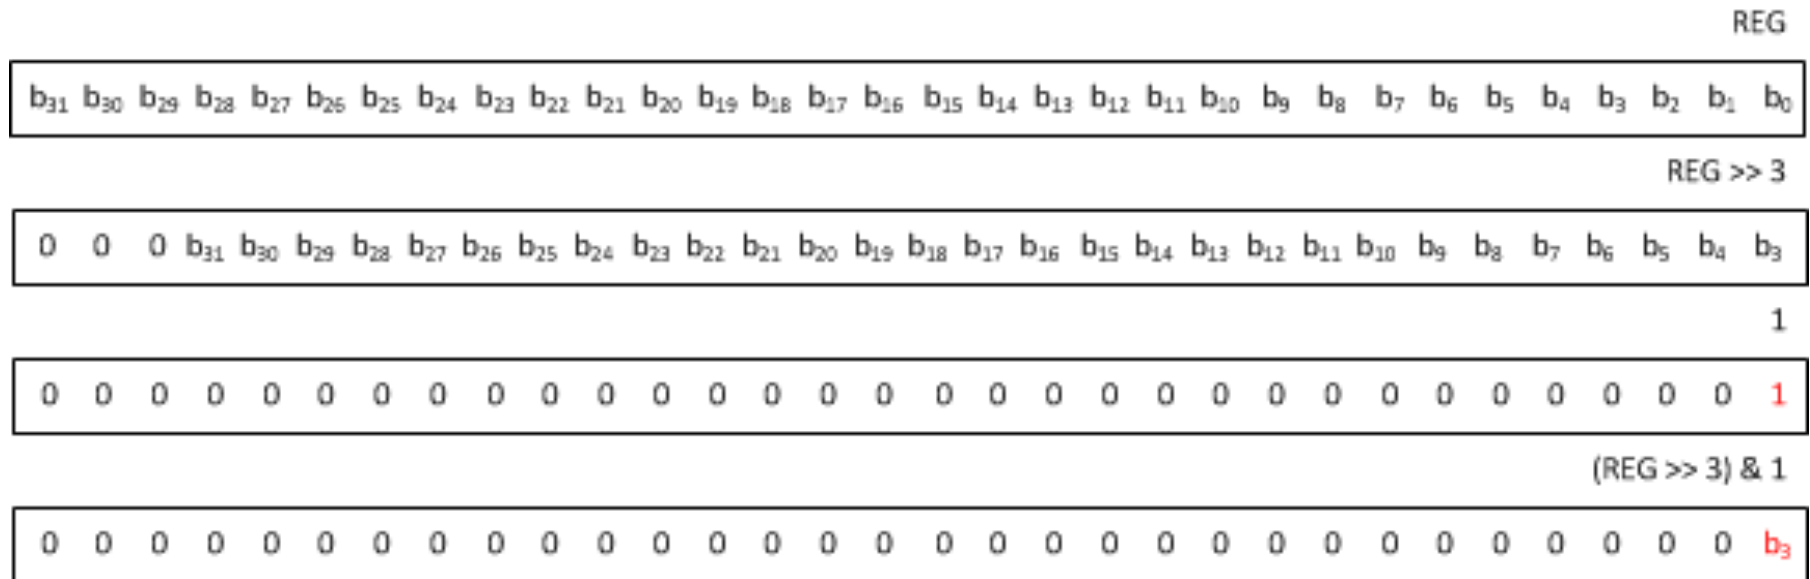 REG
b₃₁ b₃₀ b₂₉ b₂₈ b₂₇ b₂₆ b₂₅ b₂₄ b₂₃ b₂₂ b₂₁ b₂₀ b₁₉ b₁₈ b₁₇ b₁₆ b₁₅ b₁₄ b₁₃ b₁₂ b₁₁ b₁₀ b₉ b₈ b₇ b₆ b₅ b₄ b₃ b₂ b₁ b₀
REG >> 3
0 0 0 b₃₁ b₃₀ b₂₉ b₂₈ b₂₇ b₂₆ b₂₅ b₂₄ b₂₃ b₂₂ b₂₁ b₂₀ b₁₉ b₁₈ b₁₇ b₁₆ b₁₅ b₁₄ b₁₃ b₁₂ b₁₁ b₁₀ b₉ b₈ b₇ b₆ b₅ b₄ b₃
1
0 0 0 0 0 0 0 0 0 0 0 0 0 0 0 0 0 0 0 0 0 0 0 0 0 0 0 0 0 0 0 1
(REG >> 3) & 1
0 0 0 0 0 0 0 0 0 0 0 0 0 0 0 0 0 0 0 0 0 0 0 0 0 0 0 0 0 0 0 b₃